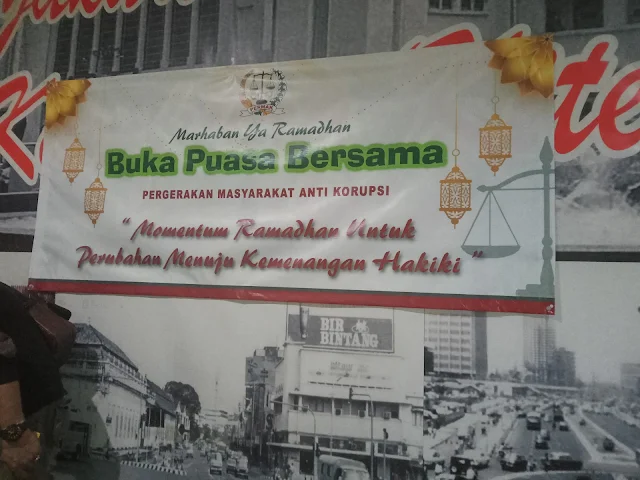 Marhaban Ya Ramadhan
Buka Puasa Bersama
PERGERAKAN MASYARAKAT ANTI KORUPSI
" Momentum Ramadhan Untuk
Perubahan Menuju Kemenangan Hakiki "
BIR
BINTANG